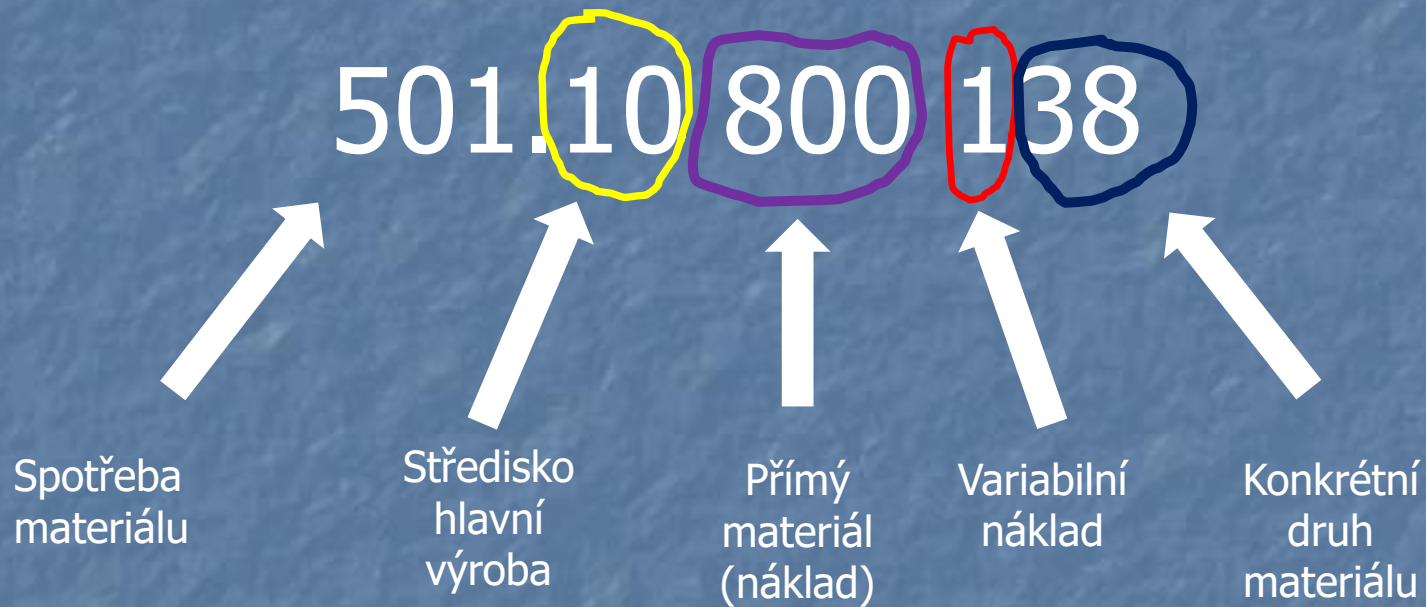 501.10 800 138
Spotřeba
materiálu
Středisko
hlavní
výroba
Přímý
materiál
(náklad)
Variabilní
náklad
Konkrétní
druh
materiálu